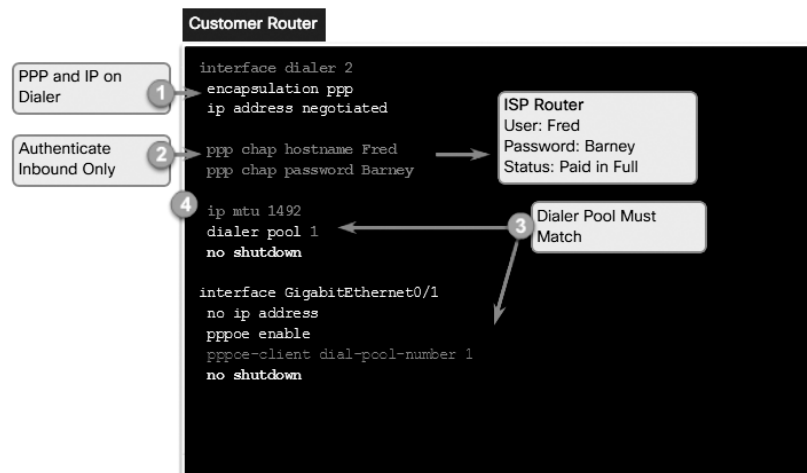 Customer Router
PPP and IP on
Dialer
1
interface dialer 2
encapsulation ppp
ip address negotiated
Authenticate
Inbound Only
2
ppp chap hostname Fred
ppp chap password Barney
ISP Router
User: Fred
Password: Barney
Status: Paid in Full
4
ip mtu 1492
dialer pool 1
no shutdown
3
Dialer Pool Must
Match
interface GigabitEthernet0/1
no ip address
pppoe enable
pppoe-client dial-pool-number 1
no shutdown